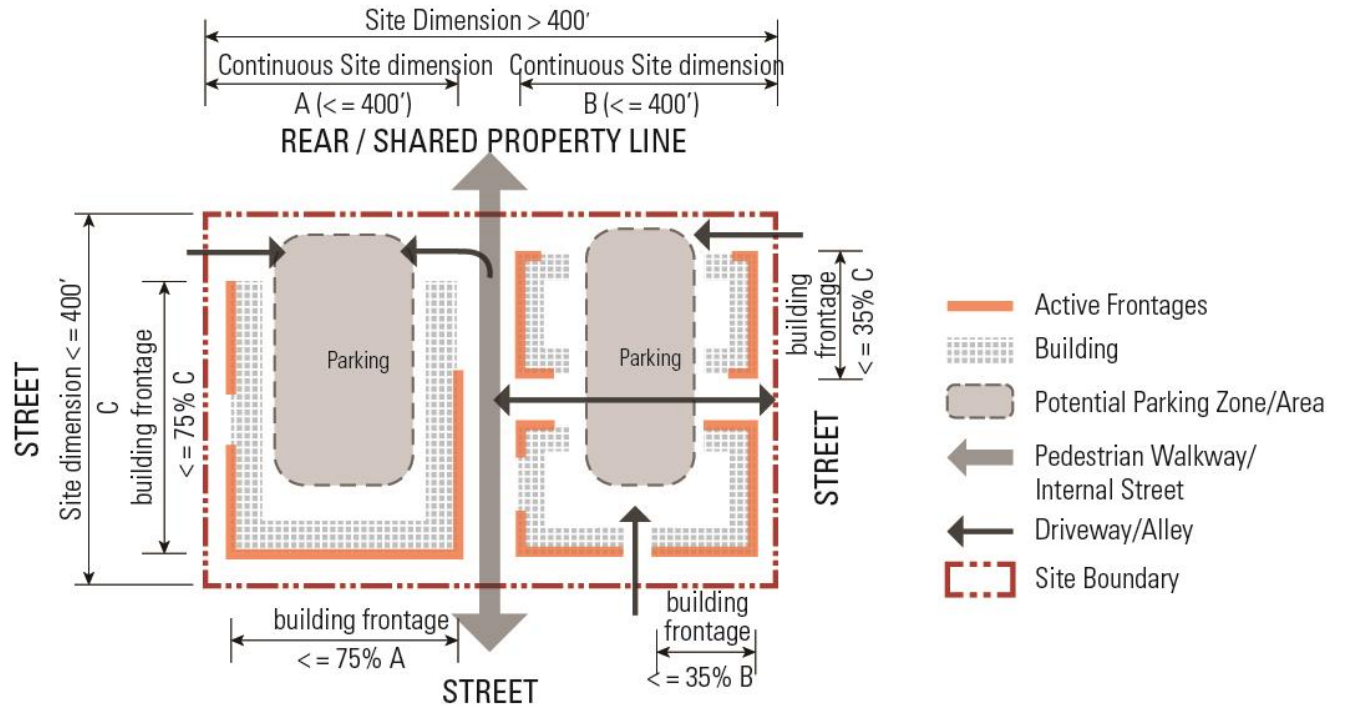 Site Dimension > 400'
Continuous Site dimension
A (< = 400')
Continuous Site dimension
B (< = 400')
REAR / SHARED PROPERTY LINE
STREET
Site dimension < = 400'
C
building frontage
< = 75% C
Parking
Parking
building
frontage
< = 35% C
STREET
building frontage
< = 75% A
building
frontage
< = 35% B
STREET
Active Frontages
Building
Potential Parking Zone/Area
Pedestrian Walkway/
Internal Street
Driveway/Alley
Site Boundary